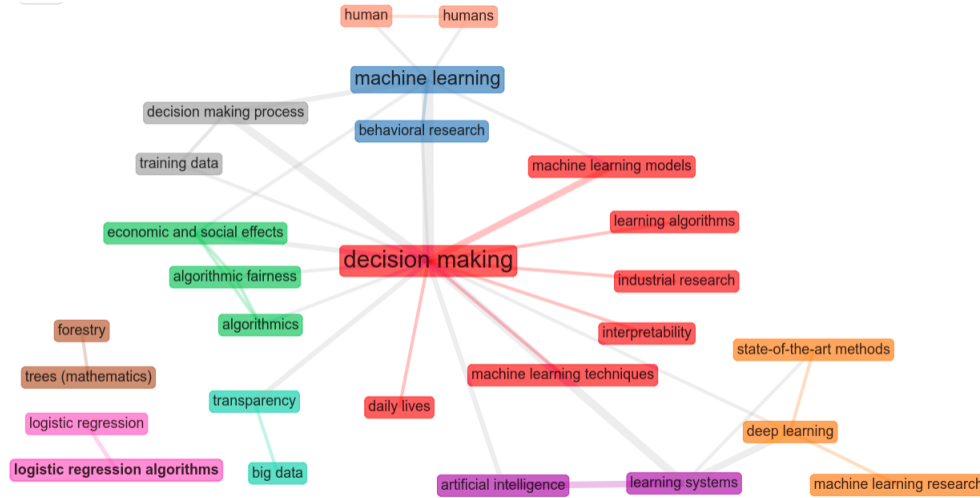 human
humans
machine learning
decision making process
behavioral research
training data
machine learning models
learning algorithms
economic and social effects
decision making
algorithmic fairness
industrial research
algorithmics
forestry
interpretability
state-of-the-art methods
trees (mathematics)
machine learning techniques
transparency
daily lives
logistic regression
deep learning
logistic regression algorithms
big data
artificial intelligence
learning systems
machine learning research